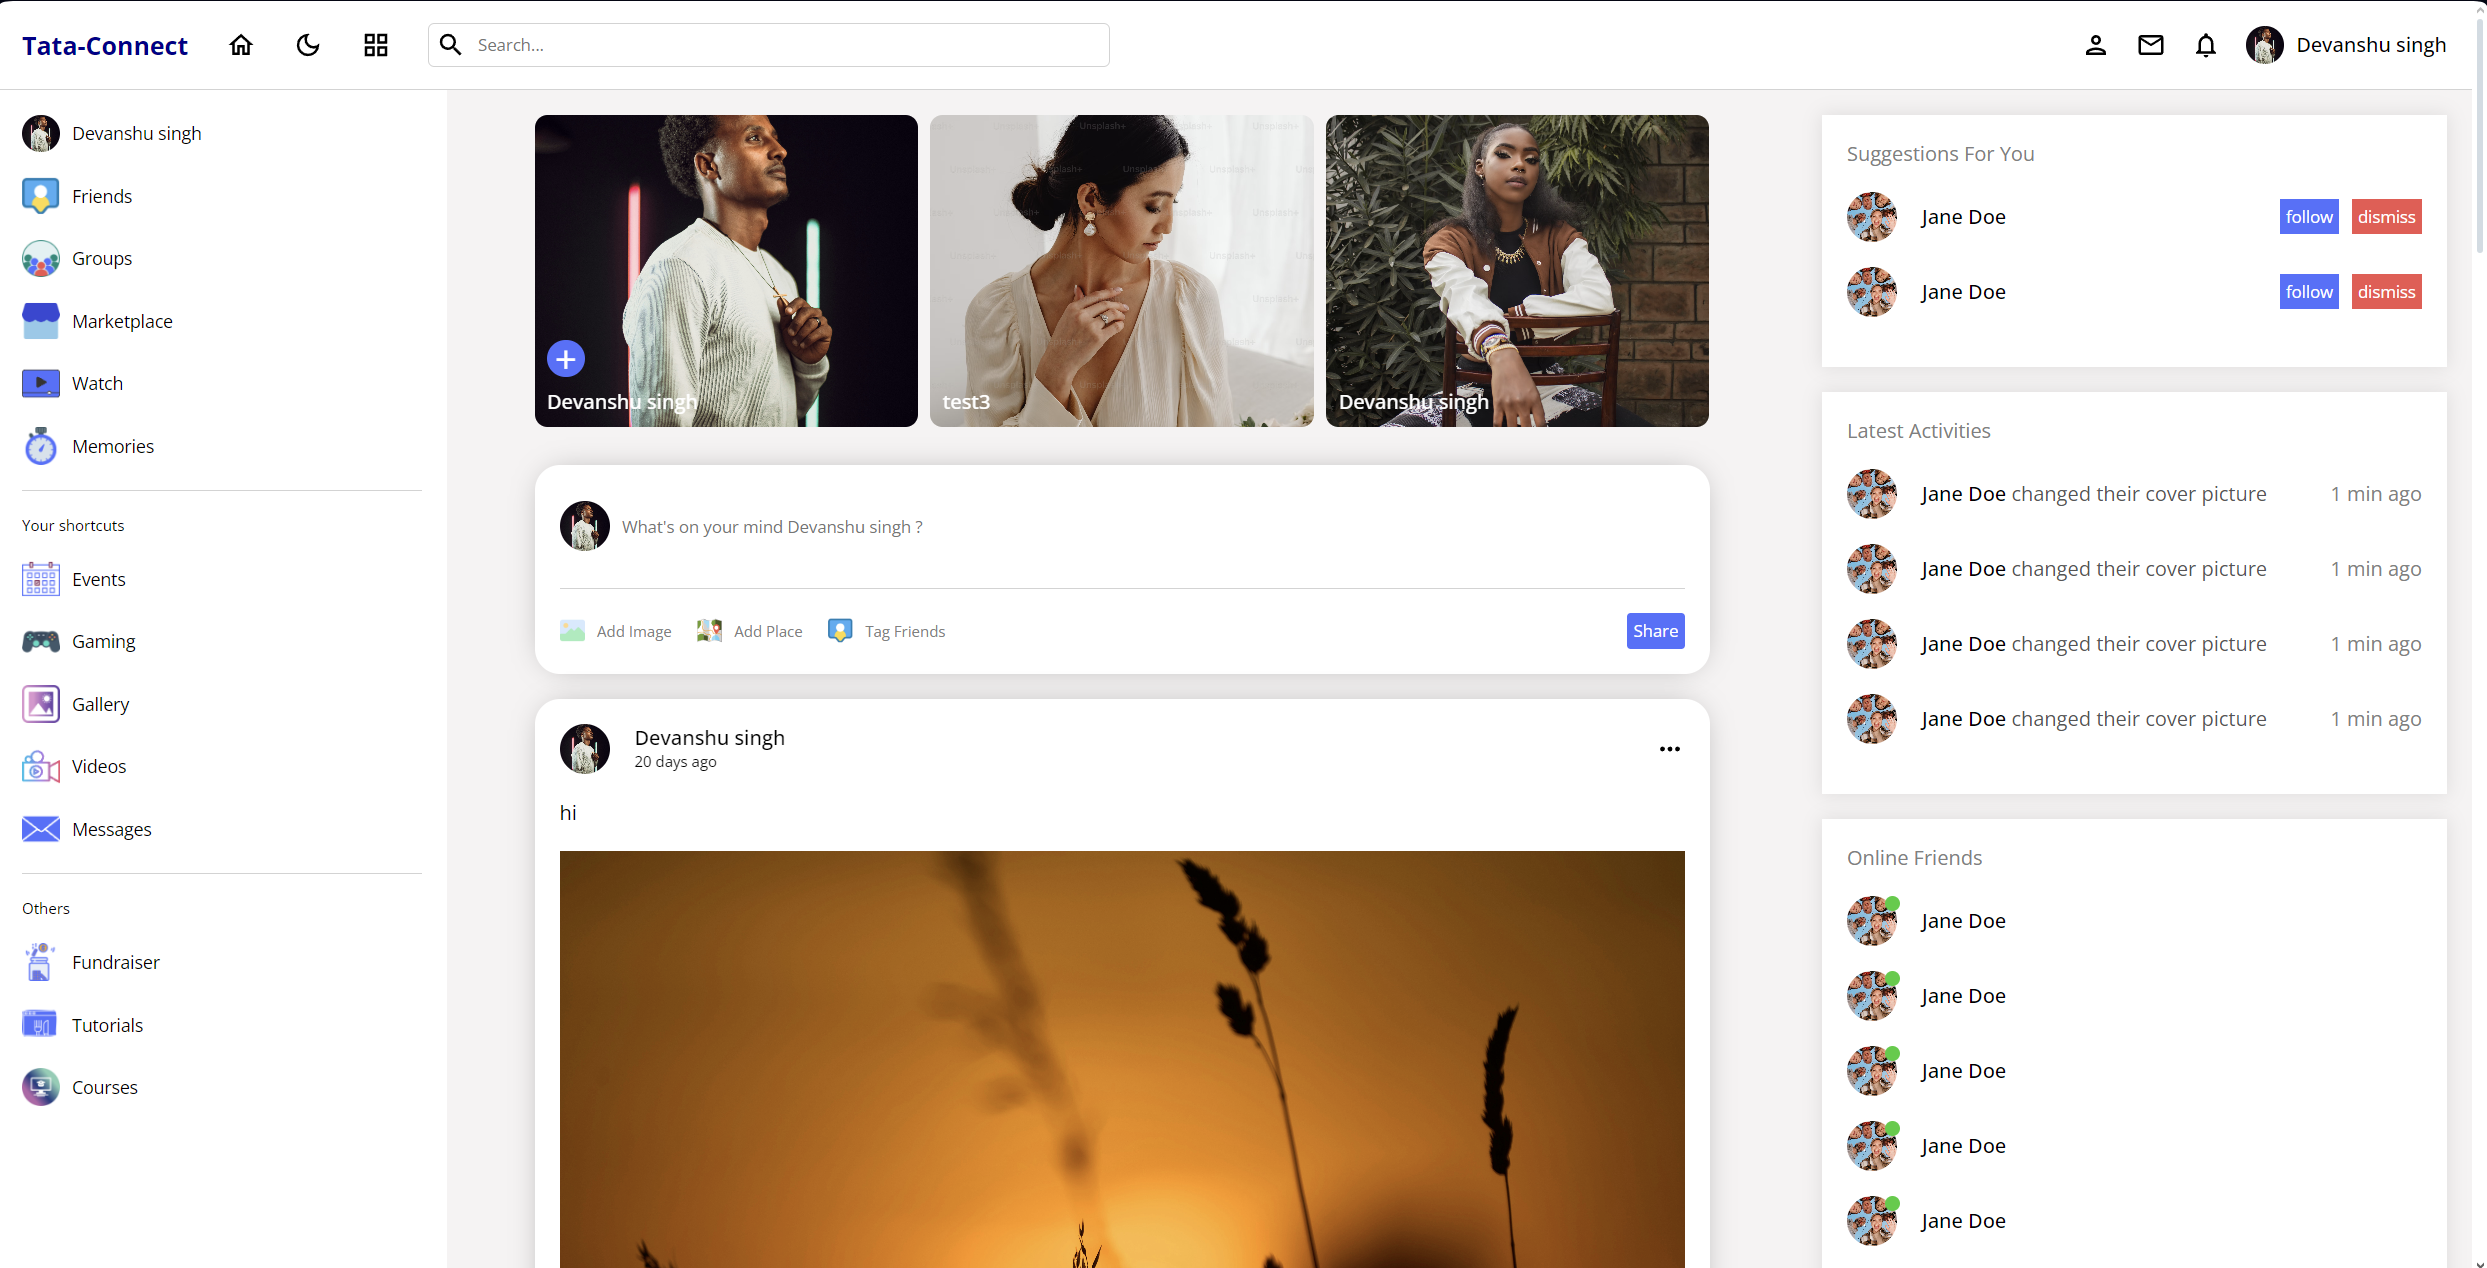 Tata-Connect
Search...
Devanshu singh
Devanshu singh
Friends
Groups
Marketplace
Watch
Memories
Your shortcuts
Events
Gaming
Gallery
Videos
Messages
Others
Fundraiser
Tutorials
Courses
Devanshu singh
Unsplash+
test3
Devanshu singh
What's on your mind Devanshu singh ?
Add Image
Add Place
Tag Friends
Share
Devanshu singh
20 days ago
hi
Suggestions For You
Jane Doe follow dismiss
Jane Doe follow dismiss
Latest Activities
Jane Doe changed their cover picture 1 min ago
Jane Doe changed their cover picture 1 min ago
Jane Doe changed their cover picture 1 min ago
Jane Doe changed their cover picture 1 min ago
Online Friends
Jane Doe
Jane Doe
Jane Doe
Jane Doe
Jane Doe